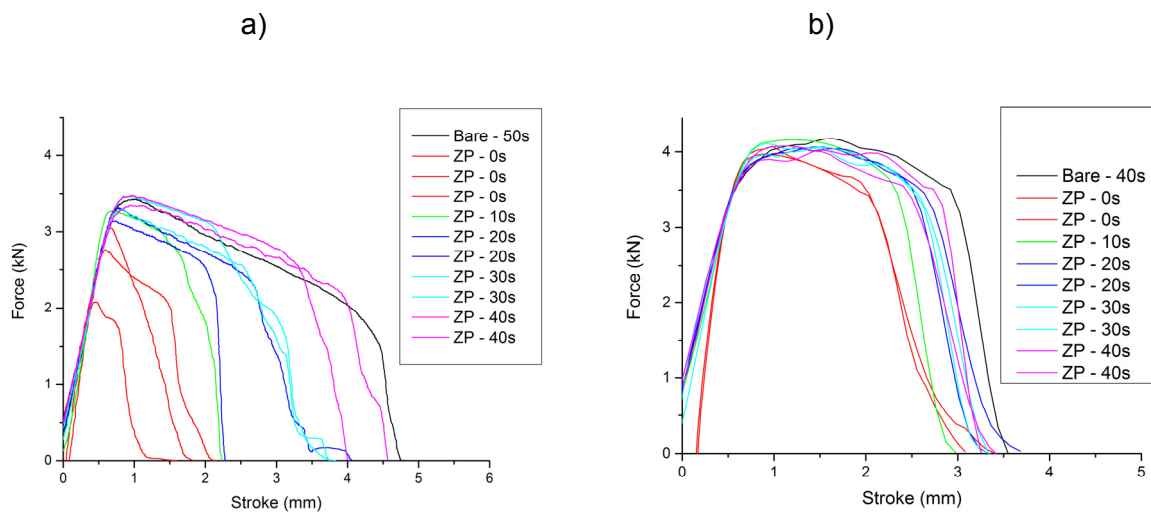 a)
b)
Force (kN)
4
3
2
1
0
0 1 2 3 4 5 6
Stroke (mm)
Bare - 50s
ZP - 0s
ZP - 0s
ZP - 0s
ZP - 10s
ZP - 20s
ZP - 20s
ZP - 30s
ZP - 30s
ZP - 40s
ZP - 40s
Force (kN)
4
3
2
1
0
0 1 2 3 4 5
Stroke (mm)
Bare - 40s
ZP - 0s
ZP - 0s
ZP - 10s
ZP - 20s
ZP - 20s
ZP - 30s
ZP - 30s
ZP - 40s
ZP - 40s